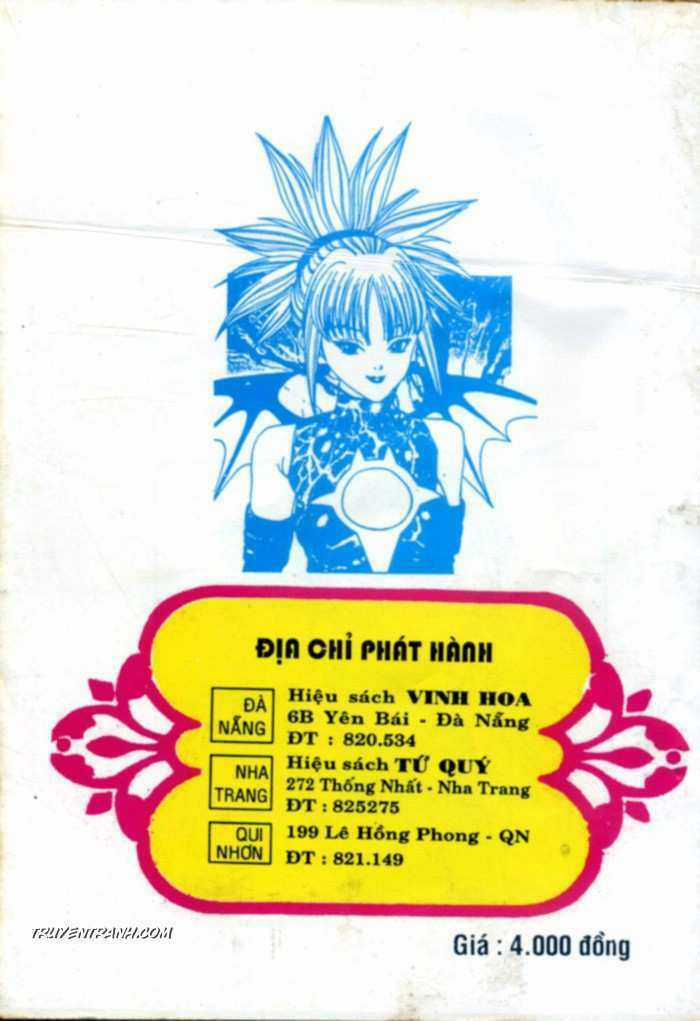 ĐỊA CHỈ PHÁT HÀNH
ĐÀ NẴNG
Hiệu sách VINH HOA
6B Yên Bái - Đà Nẵng
ĐT : 820.534
NHA TRANG
Hiệu sách TỨ QUÝ
272 Thống Nhất - Nha Trang
ĐT : 825275
QUI NHƠN
199 Lê Hồng Phong - QN
ĐT : 821.149
TRUYENTRANH.COM
Giá : 4.000 đồng